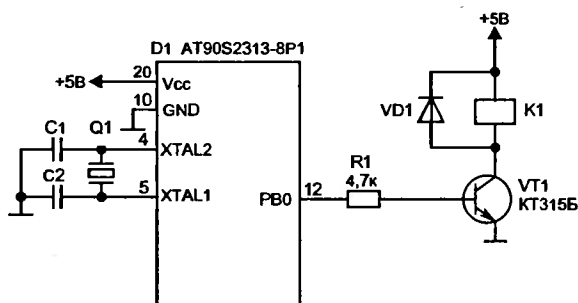 +5В
D1 AT90S2313-8P1
+5В
20
Vcc
10
GND
VD1
K1
C1
Q1
4
XTAL2
C2
5
XTAL1
PB0
12
R1
4,7к
VT1
КТ315Б